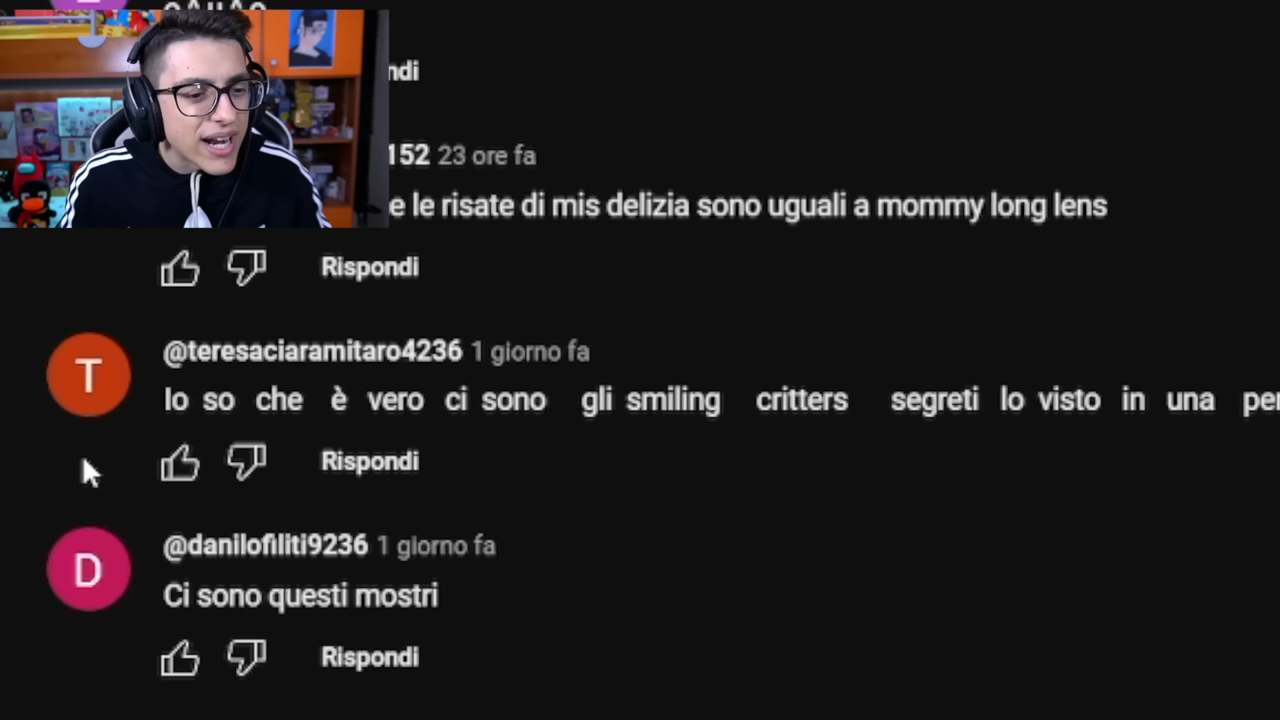 ndi
152 23 ore fa
e le risate di mis delizia sono uguali a mommy long lens
Rispondi
T
@teresaciaramitaro4236 1 giorno fa
Io so che è vero ci sono gli smiling critters segreti lo visto in una per
Rispondi
D
@danilofiliti9236 1 giorno fa
Ci sono questi mostri
Rispondi